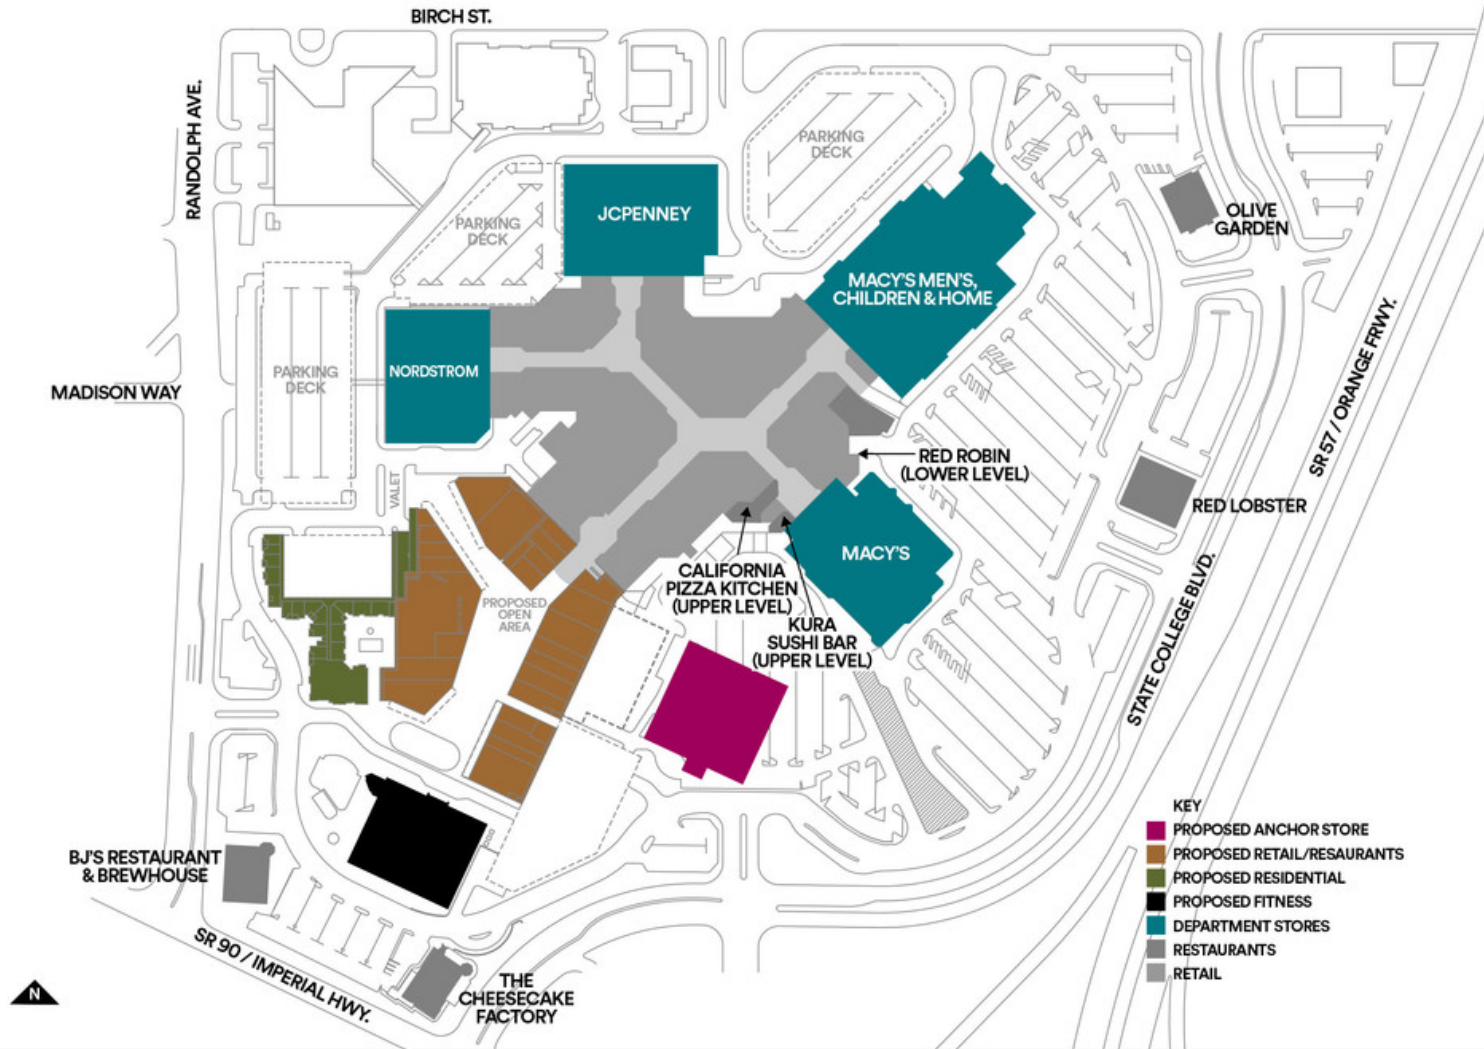 BIRCH ST.
RANDOLPH AVE.
PARKING
DECK
JCPENNEY
PARKING
DECK
OLIVE
GARDEN
MACY'S MEN'S,
CHILDREN & HOME
NORDSTROM
PARKING
DECK
MADISON WAY
SR 57 / ORANGE FRWY.
RED ROBIN
(LOWER LEVEL)
VALET
RED LOBSTER
MACY'S
CALIFORNIA
PIZZA KITCHEN
(UPPER LEVEL)
PROPOSED
OPEN
AREA
KURA
SUSHI BAR
(UPPER LEVEL)
STATE COLLEGE BLVD.
KEY
PROPOSED ANCHOR STORE
PROPOSED RETAIL/RESAURANTS
PROPOSED RESIDENTIAL
PROPOSED FITNESS
DEPARTMENT STORES
RESTAURANTS
RETAIL
BJ'S RESTAURANT
& BREWHOUSE
SR 90 / IMPERIAL HWY.
THE
CHEESECAKE
FACTORY
N